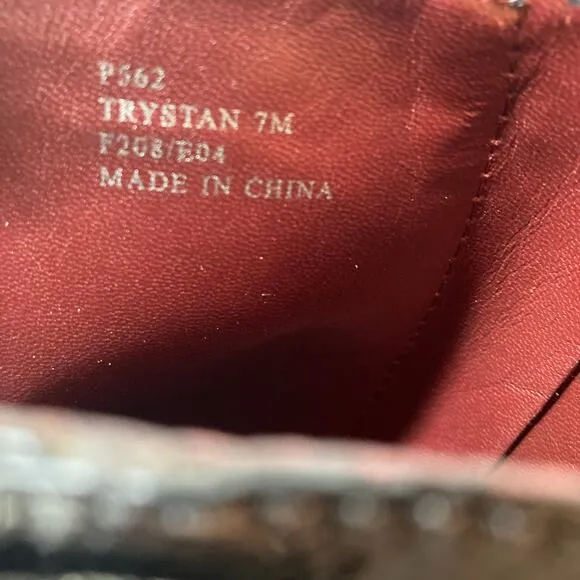 P562
TRYSTAN 7M
F208/E04
MADE IN CHINA